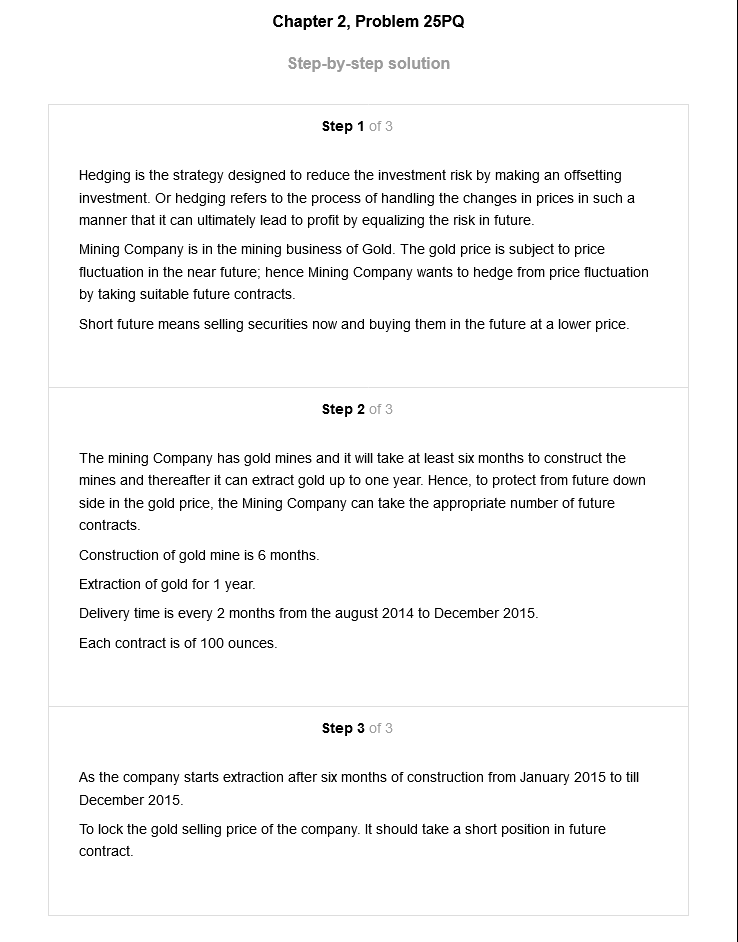 Chapter 2, Problem 25PQ
Step-by-step solution
Step 1 of 3
Hedging is the strategy designed to reduce the investment risk by making an offsetting
investment. Or hedging refers to the process of handling the changes in prices in such a
manner that it can ultimately lead to profit by equalizing the risk in future.
Mining Company is in the mining business of Gold. The gold price is subject to price
fluctuation in the near future; hence Mining Company wants to hedge from price fluctuation
by taking suitable future contracts.
Short future means selling securities now and buying them in the future at a lower price.
Step 2 of 3
The mining Company has gold mines and it will take at least six months to construct the
mines and thereafter it can extract gold up to one year. Hence, to protect from future down
side in the gold price, the Mining Company can take the appropriate number of future
contracts.
Construction of gold mine is 6 months.
Extraction of gold for 1 year.
Delivery time is every 2 months from the august 2014 to December 2015.
Each contract is of 100 ounces.
Step 3 of 3
As the company starts extraction after six months of construction from January 2015 to till
December 2015.
To lock the gold selling price of the company. It should take a short position in future
contract.